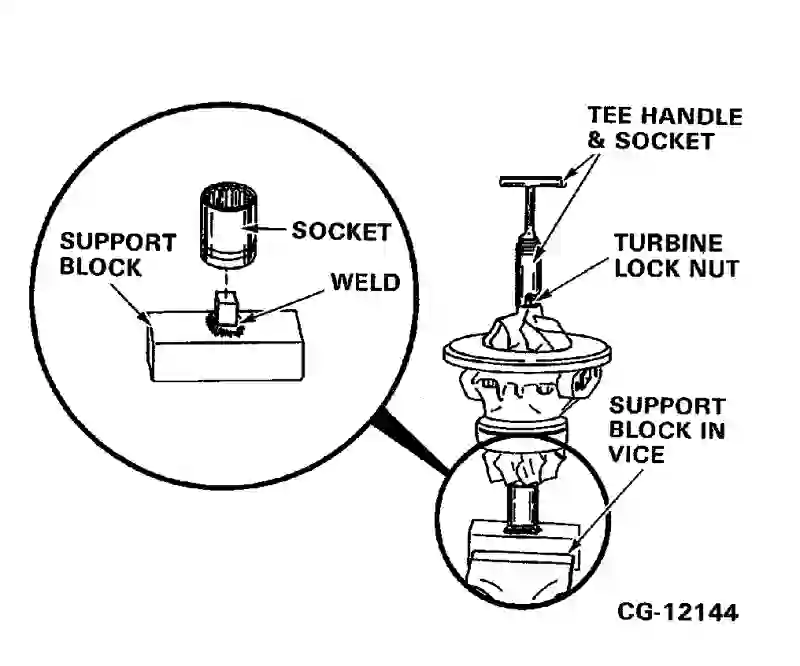 TEE HANDLE
& SOCKET
SUPPORT
BLOCK
SOCKET
WELD
TURBINE
LOCK NUT
SUPPORT
BLOCK IN
VICE
CG-12144